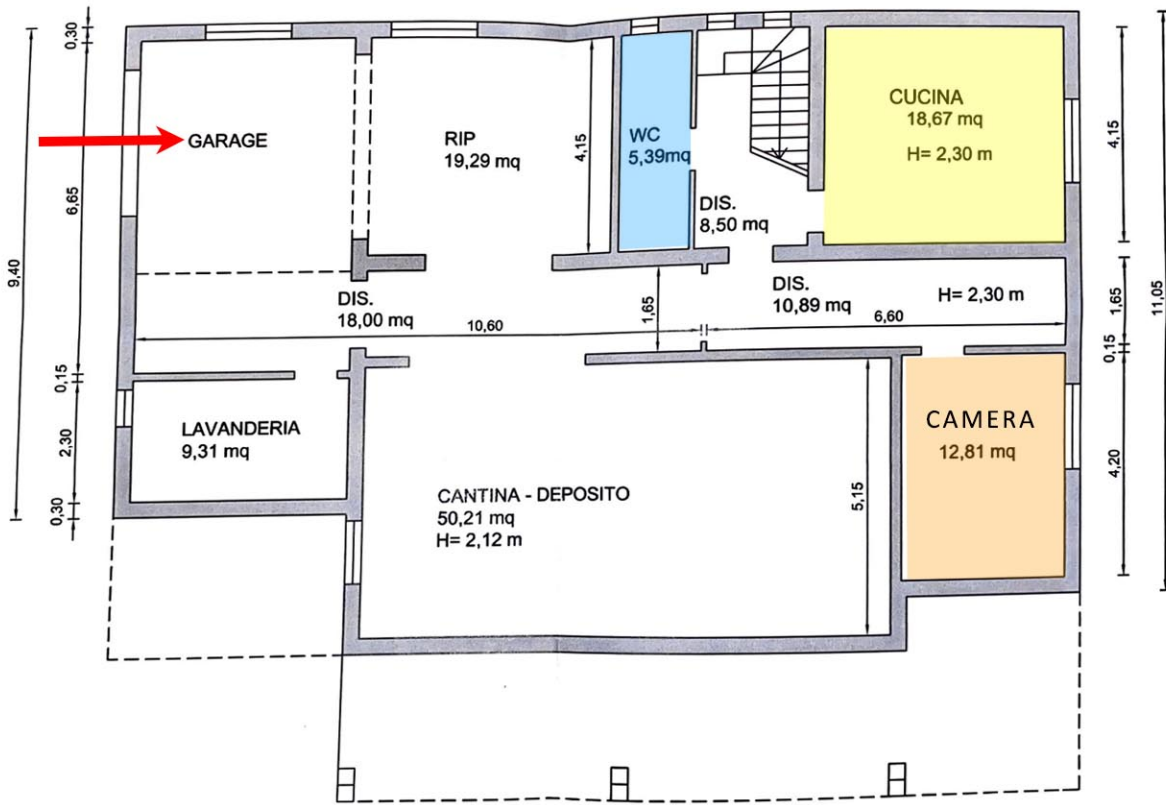 GARAGE
RIP
19,29 mq
4,15
WC
5,39mq
CUCINA
18,67 mq
H= 2,30 m
DIS.
8,50 mq
0,30
6,65
9,40
0,15
2,30
0,30
4,15
1,65
0,15
4,20
11,05
DIS.
18,00 mq
10,60
1,65
DIS.
10,89 mq
H= 2,30 m
6,60
LAVANDERIA
9,31 mq
CANTINA - DEPOSITO
50,21 mq
H= 2,12 m
5,15
CAMERA
12,81 mq